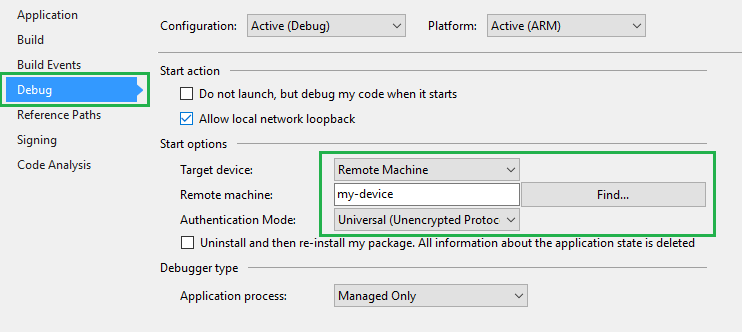 Application
Build
Build Events
Debug
Reference Paths
Signing
Code Analysis
Configuration: Active (Debug) Platform: Active (ARM)
Start action
Do not launch, but debug my code when it starts
Allow local network loopback
Start options
Target device: Remote Machine
Remote machine: my-device Find...
Authentication Mode: Universal (Unencrypted Protoc
Uninstall and then re-install my package. All information about the application state is deleted
Debugger type
Application process: Managed Only